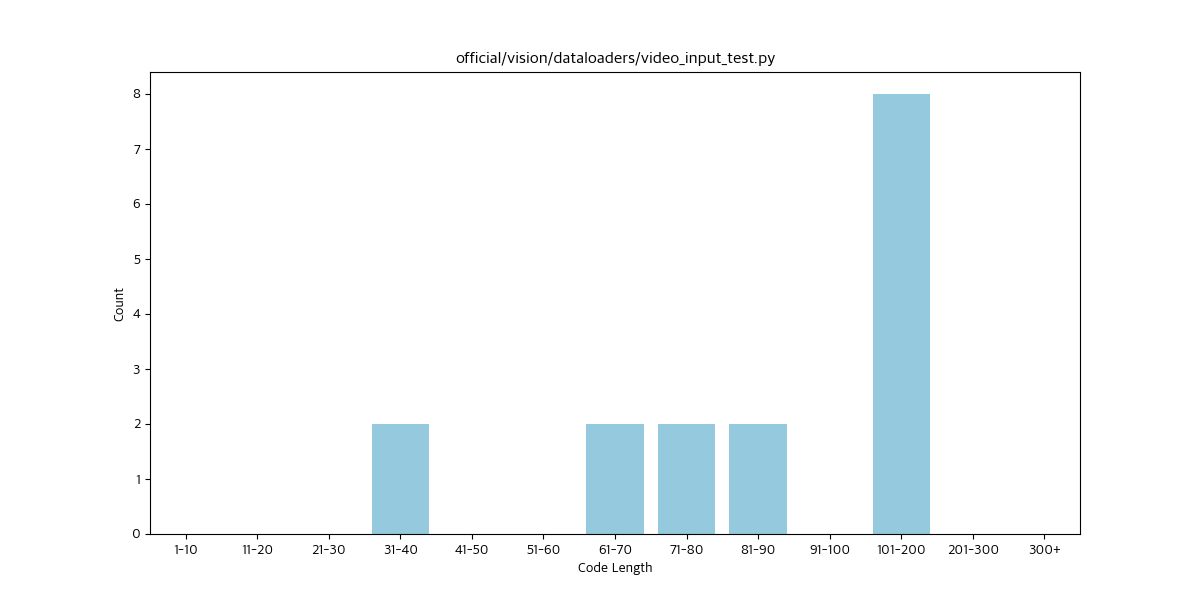 official/vision/dataloaders/video_input_test.py
8
7
6
5
4
3
2
1
0
Count
1-10 11-20 21-30 31-40 41-50 51-60 61-70 71-80 81-90 91-100 101-200 201-300 300+
Code Length